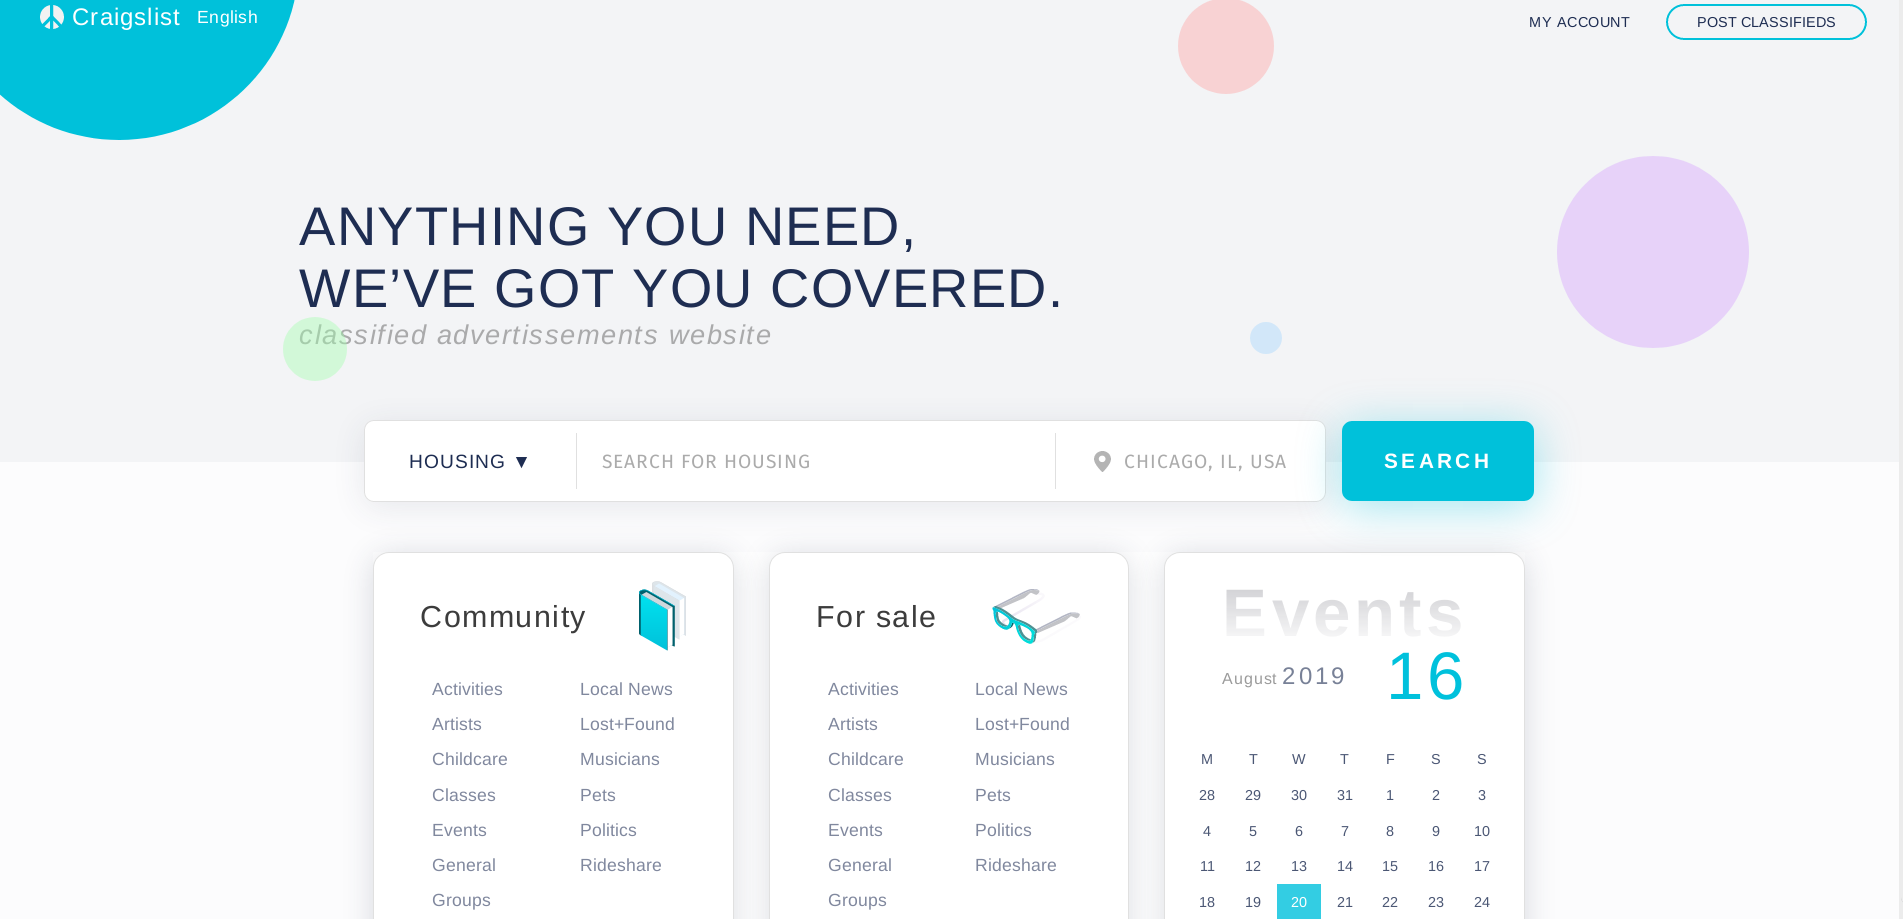 Craigslist English
MY ACCOUNT
POST CLASSIFIEDS
ANYTHING YOU NEED,
WE’VE GOT YOU COVERED.
classified advertissements website
HOUSING ▼
SEARCH FOR HOUSING
CHICAGO, IL, USA
SEARCH
Community
Activities
Artists
Childcare
Classes
Events
General
Groups
Local News
Lost+Found
Musicians
Pets
Politics
Rideshare
For sale
Activities
Artists
Childcare
Classes
Events
General
Groups
Local News
Lost+Found
Musicians
Pets
Politics
Rideshare
Events
August 2019 16
M T W T F S S
28 29 30 31 1 2 3
4 5 6 7 8 9 10
11 12 13 14 15 16 17
18 19 20 21 22 23 24